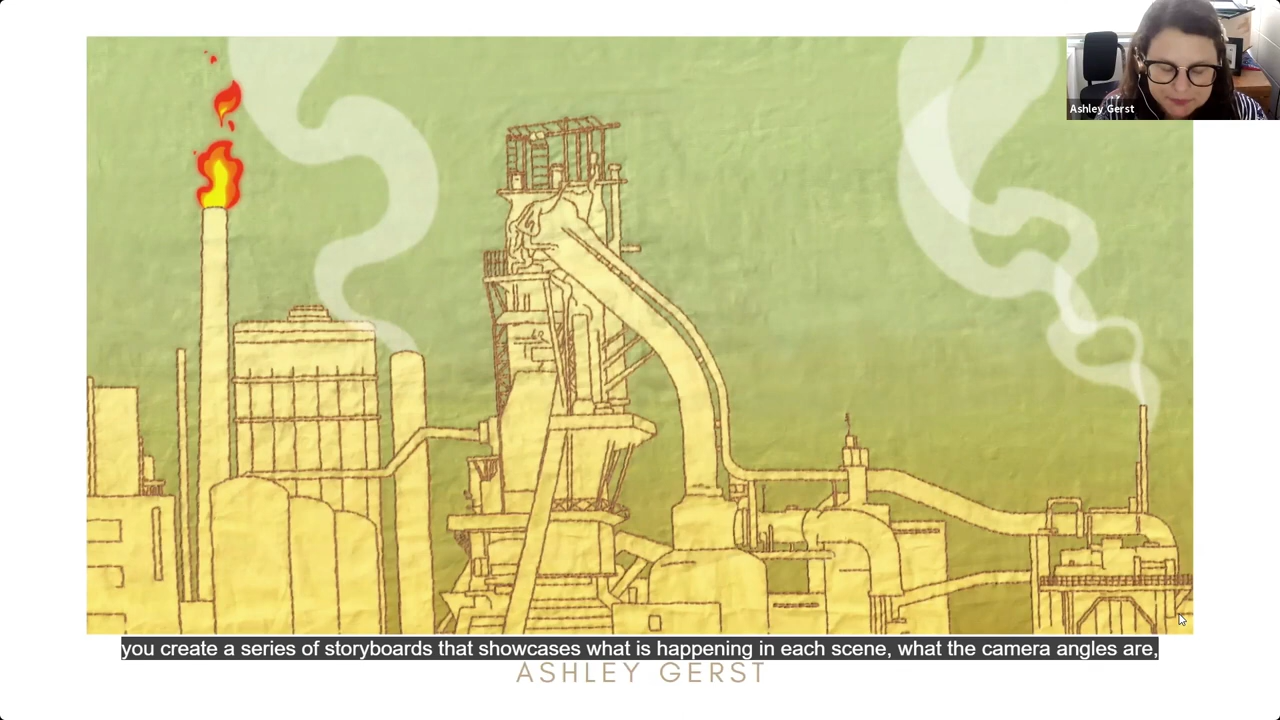 Ashley Gerst
you create a series of storyboards that showcases what is happening in each scene, what the camera angles are,
ASHLEY GERST